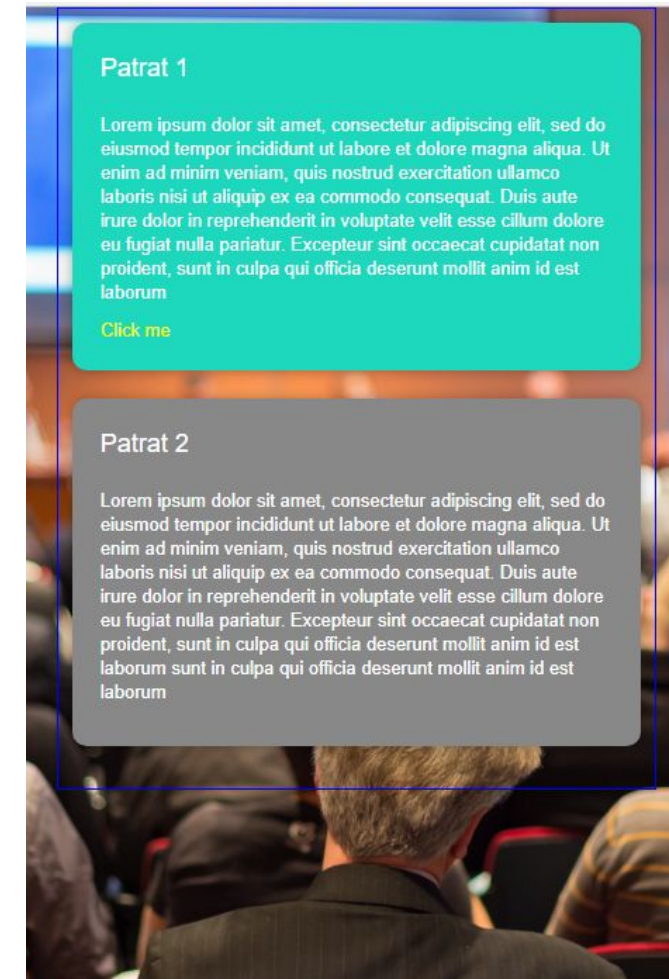 Patrat 1
Lorem ipsum dolor sit amet, consectetur adipiscing elit, sed do
eiusmod tempor incididunt ut labore et dolore magna aliqua. Ut
enim ad minim veniam, quis nostrud exercitation ullamco
laboris nisi ut aliquip ex ea commodo consequat. Duis aute
irure dolor in reprehenderit in voluptate velit esse cillum dolore
eu fugiat nulla pariatur. Excepteur sint occaecat cupidatat non
proident, sunt in culpa qui officia deserunt mollit anim id est
laborum
Click me
Patrat 2
Lorem ipsum dolor sit amet, consectetur adipiscing elit, sed do
eiusmod tempor incididunt ut labore et dolore magna aliqua. Ut
enim ad minim veniam, quis nostrud exercitation ullamco
laboris nisi ut aliquip ex ea commodo consequat. Duis aute
irure dolor in reprehenderit in voluptate velit esse cillum dolore
eu fugiat nulla pariatur. Excepteur sint occaecat cupidatat non
proident, sunt in culpa qui officia deserunt mollit anim id est
laborum sunt in culpa qui officia deserunt mollit anim id est
laborum